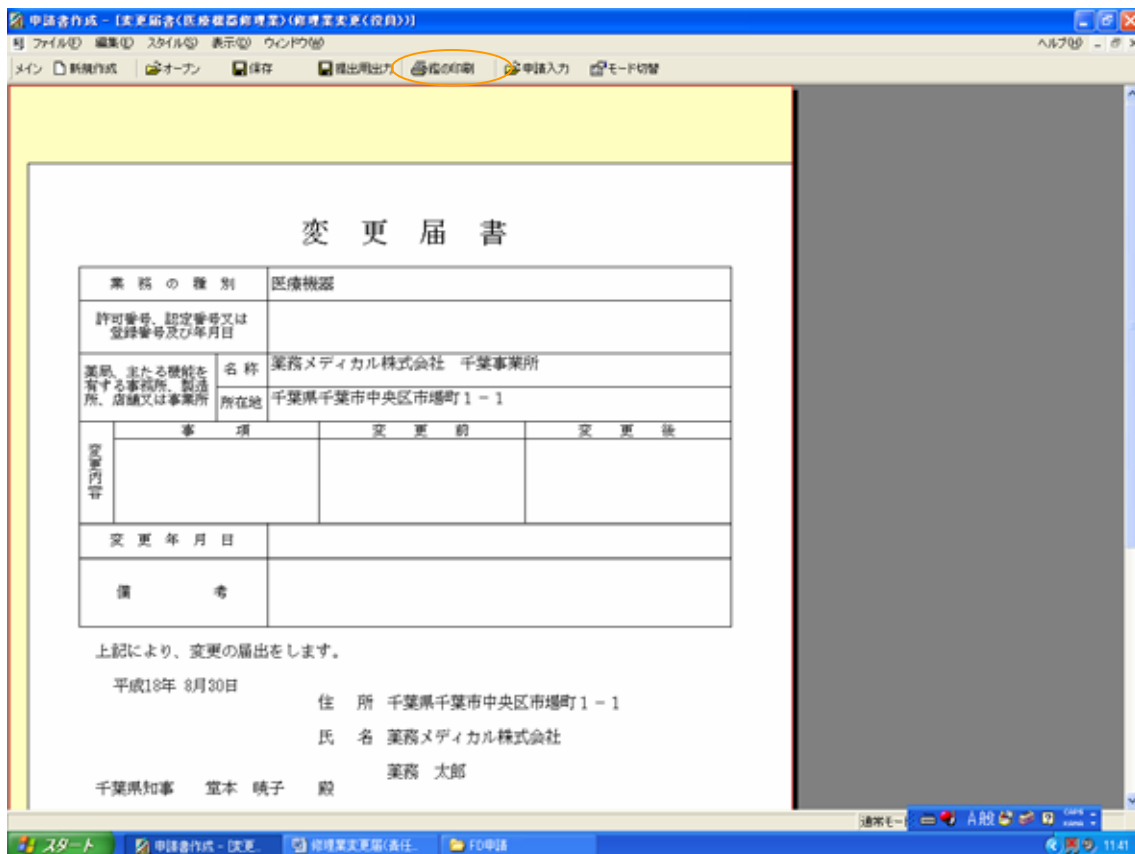 申請書作成 - [変更届書(医療機器修理業)(修理業変更(役員))]
ファイル(F) 編集(E) スタイル(S) 表示(D) ウィンドウ(W) ヘルプ(H)
メイン 新規作成 オープン 保存 提出用出力 鑑の印刷 申請入力 モード切替
変 更 届 書
業 務 の 種 別 医療機器
許可番号、認定番号又は
登録番号及び年月日
薬局、主たる機能を
有する事務所、製造
所、店舗又は事業所
名 称 薬務メディカル株式会社 千葉事業所
所在地 千葉県千葉市中央区市場町1-1
変更内容
事 項 変 更 前 変 更 後
変 更 年 月 日
備 考
上記により、変更の届出をします。
平成18年 8月30日
住 所 千葉県千葉市中央区市場町1-1
氏 名 薬務メディカル株式会社
薬務 太郎
千葉県知事 堂本 暁子 殿
通常モード
A 般
CAPS
KANA
スタート 申請書作成 - [変更... 修理業変更届(責任... FD申請 11:41